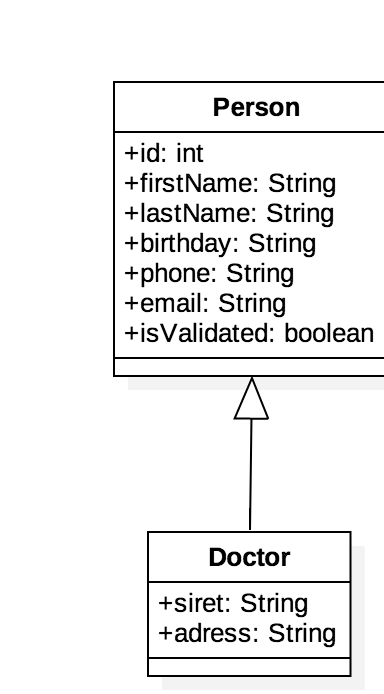 Person
+id: int
+firstName: String
+lastName: String
+birthday: String
+phone: String
+email: String
+isValidated: boolean
Doctor
+siret: String
+adress: String